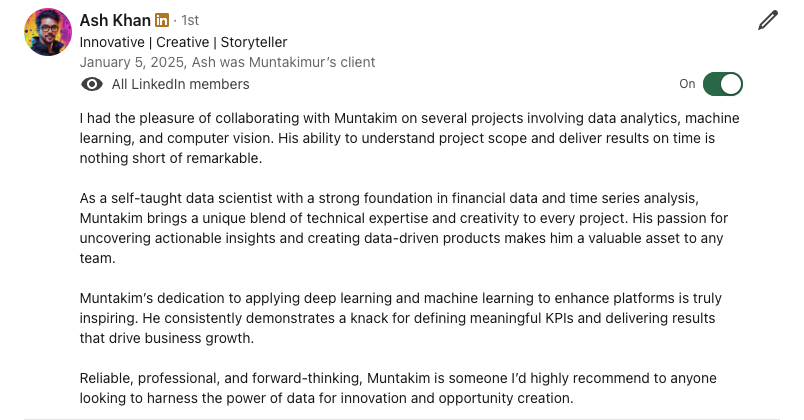 Ash Khan in · 1st
Innovative | Creative | Storyteller
January 5, 2025, Ash was Muntakimur’s client
All LinkedIn members
On
I had the pleasure of collaborating with Muntakim on several projects involving data analytics, machine
learning, and computer vision. His ability to understand project scope and deliver results on time is
nothing short of remarkable.
As a self-taught data scientist with a strong foundation in financial data and time series analysis,
Muntakim brings a unique blend of technical expertise and creativity to every project. His passion for
uncovering actionable insights and creating data-driven products makes him a valuable asset to any
team.
Muntakim’s dedication to applying deep learning and machine learning to enhance platforms is truly
inspiring. He consistently demonstrates a knack for defining meaningful KPIs and delivering results
that drive business growth.
Reliable, professional, and forward-thinking, Muntakim is someone I’d highly recommend to anyone
looking to harness the power of data for innovation and opportunity creation.